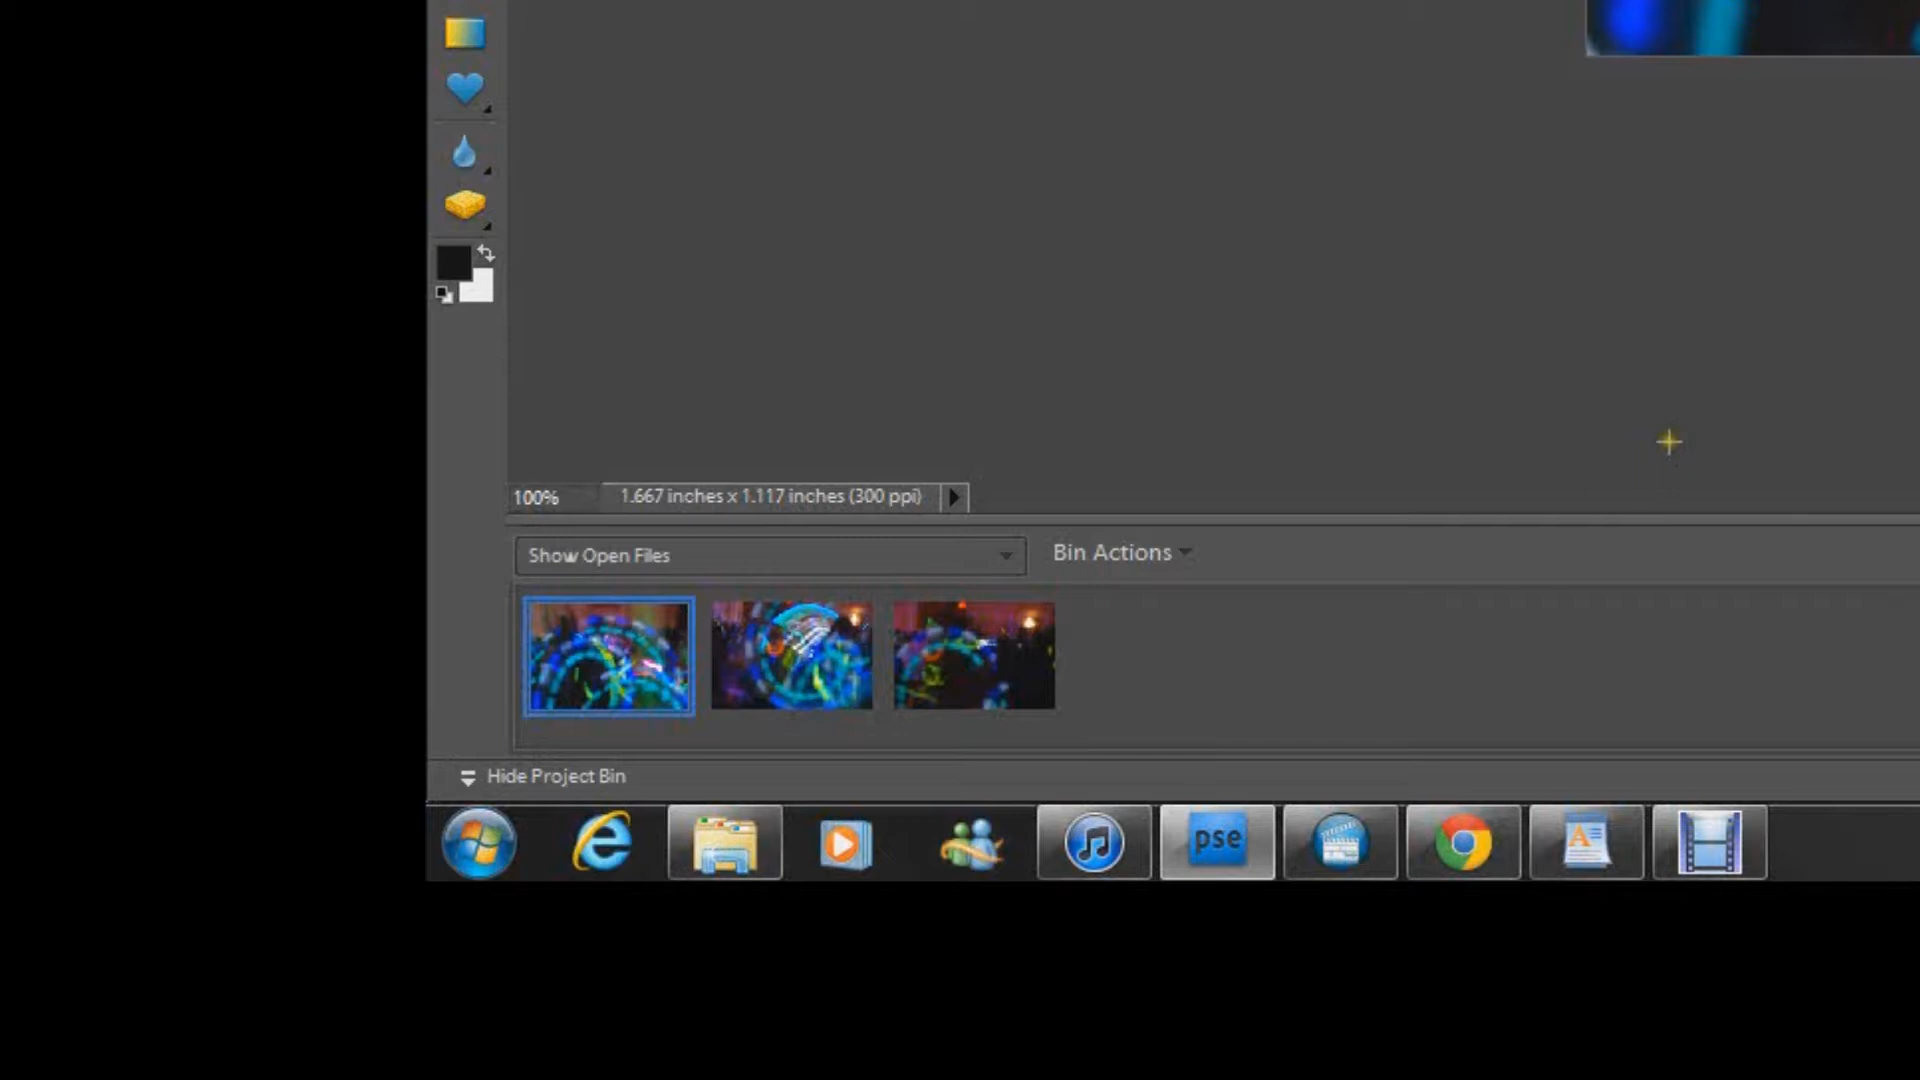 100%
1.667 inches x 1.117 inches (300 ppi)
Show Open Files
Bin Actions
Hide Project Bin
pse
A